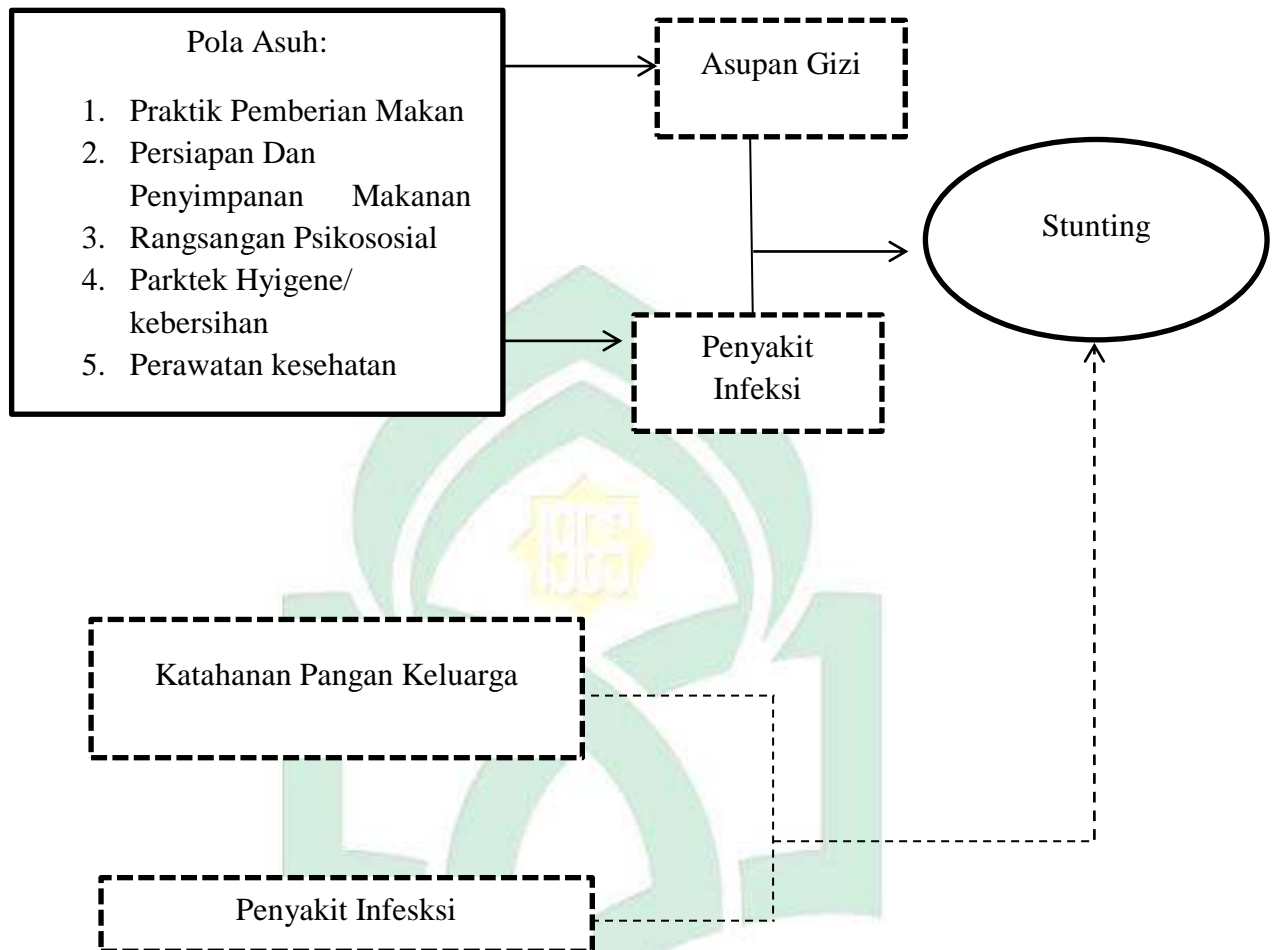 Pola Asuh:
1. Praktik Pemberian Makan
2. Persiapan Dan
Penyimpanan Makanan
3. Rangsangan Psikososial
4. Parktek Hyigene/
kebersihan
5. Perawatan kesehatan
Asupan Gizi
Penyakit
Infeksi
Stunting
1965
Katahanan Pangan Keluarga
Penyakit Infesksi